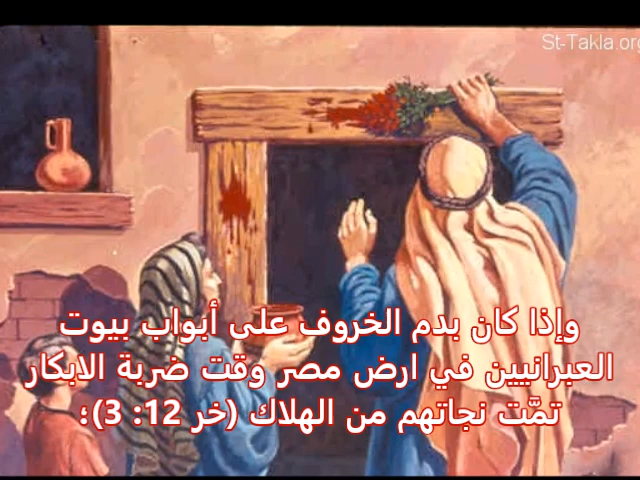 St-Takla.org
وإذا كان بدم الخروف على أبواب بيوت
العبرانيين في ارض مصر وقت ضربة الابكار
تمَّت نجاتهم من الهلاك (خر 12: 3)؛